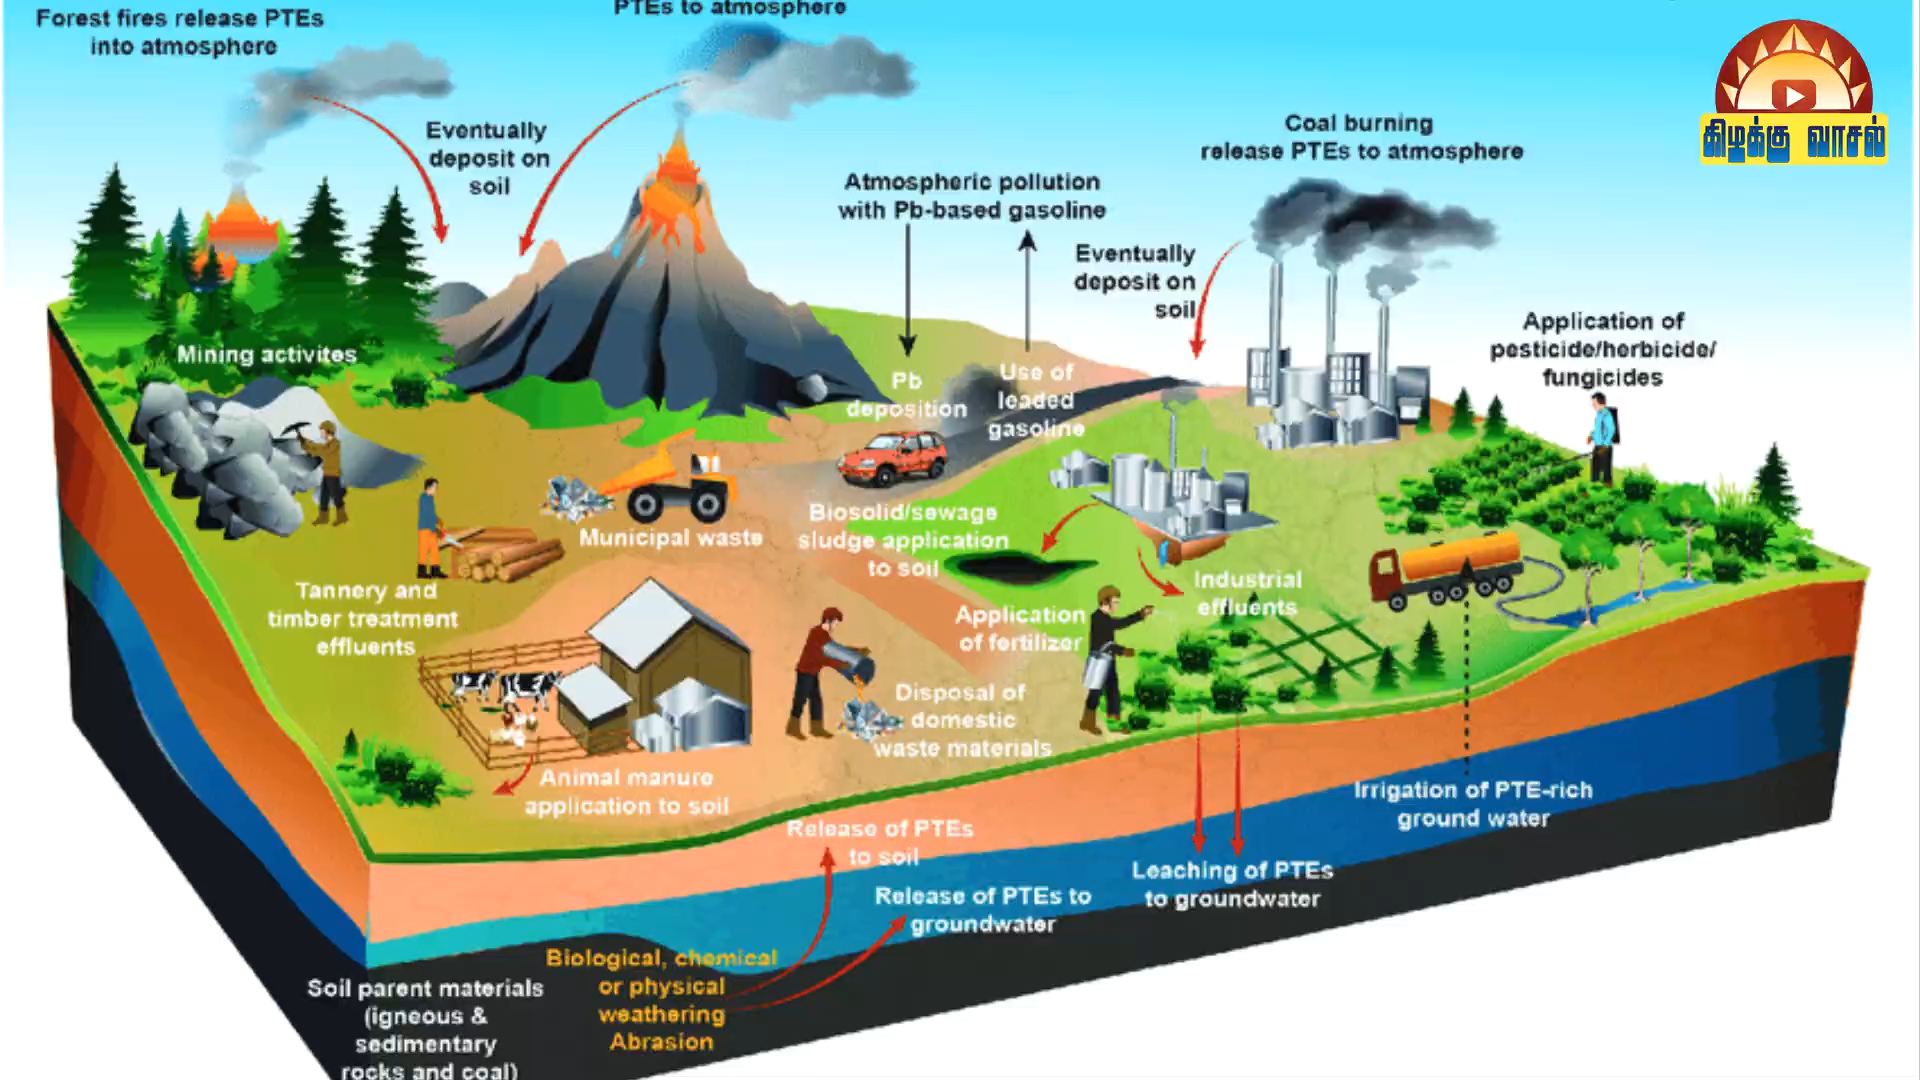 Forest fires release PTEs
into atmosphere
PTEs to atmosphere
Eventually
deposit on
soil
Atmospheric pollution
with Pb-based gasoline
Coal burning
release PTEs to atmosphere
கிழக்கு வாசல்
Eventually
deposit on
soil
Application of
pesticide/herbicide/
fungicides
Mining activites
Pb
deposition
Use of
leaded
gasoline
Municipal waste
Biosolid/sewage
sludge application
to soil
Tannery and
timber treatment
effluents
Industrial
effluents
Application
of fertilizer
Disposal of
domestic
waste materials
Animal manure
application to soil
Irrigation of PTE-rich
ground water
Release of PTEs
to soil
Leaching of PTEs
to groundwater
Release of PTEs to
groundwater
Biological, chemical
or physical
weathering
Abrasion
Soil parent materials
(igneous &
sedimentary
rocks and coal)